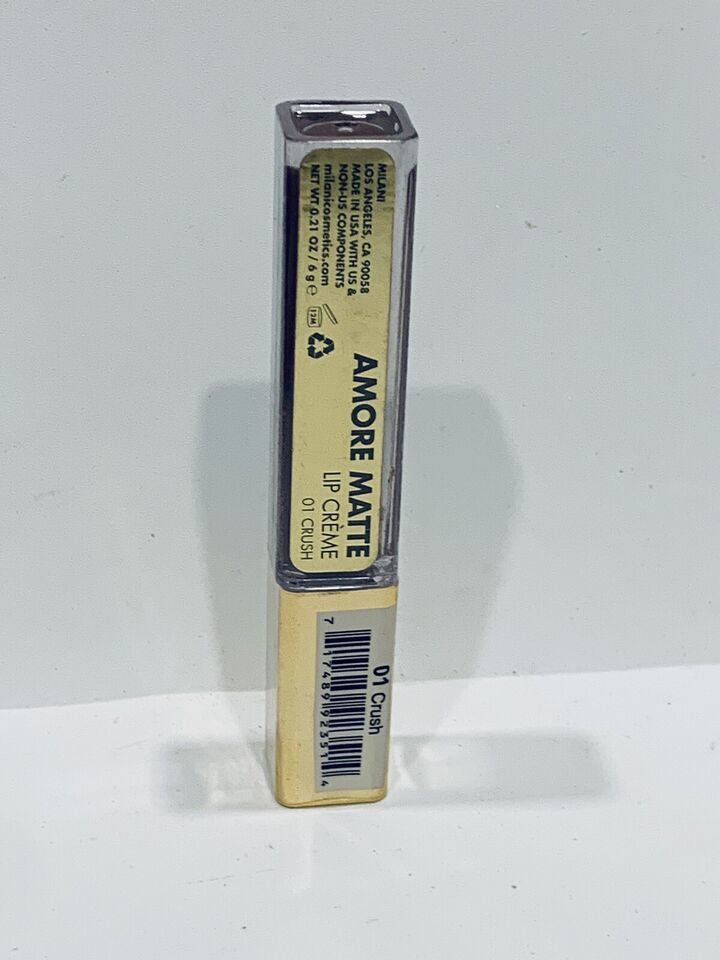 MILANI
LOS ANGELES, CA 90058
MADE IN USA WITH US &
NON-US COMPONENTS
milanicosmetics.com
NET WT 0.21 OZ / 6 g ℮
12M
AMORE MATTE
LIP CRÈME
01 CRUSH
01 Crush
7 17489 92351 4